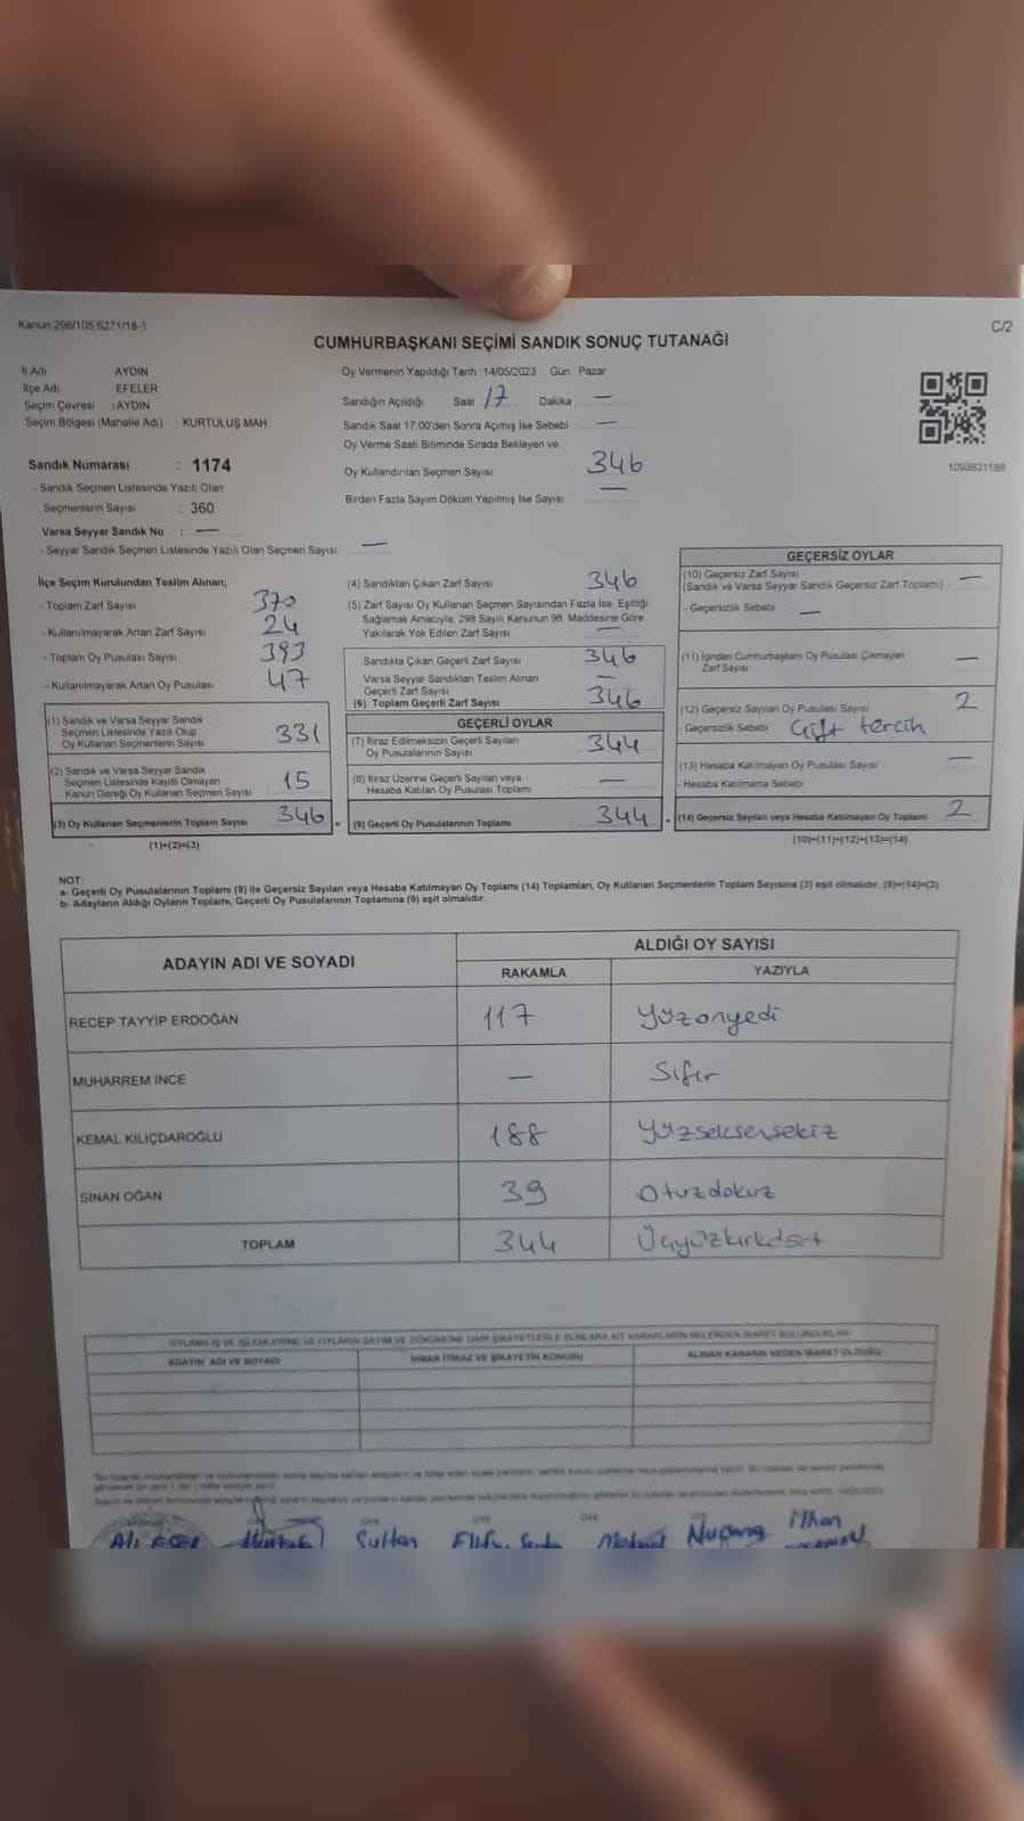 Kanun 298/105 6271/18-1
C/2
CUMHURBAŞKANI SEÇİMİ SANDIK SONUÇ TUTANAĞI
İl Adı AYDIN
İlçe Adı EFELER
Seçim Çevresi : AYDIN
Seçim Bölgesi (Mahalle Adı) : KURTULUŞ MAH
Sandık Numarası : 1174
- Sandık Seçmen Listesinde Yazılı Olan
Seçmenlerin Sayısı : 360
Varsa Seyyar Sandık No : —
- Seyyar Sandık Seçmen Listesinde Yazılı Olan Seçmen Sayısı: —
Oy Vermenin Yapıldığı Tarih :14/05/2023 Gün : Pazar
Sandığın Açıldığı Saat 17 Dakika —
Sandık Saat 17:00'den Sonra Açılmış İse Sebebi —
Oy Verme Saati Bitiminde Sırada Bekleyen ve
Oy Kullandırılan Seçmen Sayısı 346
Birden Fazla Sayım Döküm Yapılmış İse Sayısı —
1093821188
İlçe Seçim Kurulundan Teslim Alınan;
- Toplam Zarf Sayısı 370
- Kullanılmayarak Artan Zarf Sayısı 24
- Toplam Oy Pusulası Sayısı 393
- Kullanılmayarak Artan Oy Pusulası 47
(1) Sandık ve Varsa Seyyar Sandık
Seçmen Listesinde Yazılı Olup
Oy Kullanan Seçmenlerin Sayısı 331
(2) Sandık ve Varsa Seyyar Sandık
Seçmen Listesinde Kayıtlı Olmayan
Kanun Gereği Oy Kullanan Seçmen Sayısı 15
(3) Oy Kullanan Seçmenlerin Toplam Sayısı 346
(1)+(2)=(3)
(4) Sandıktan Çıkan Zarf Sayısı 346
(5) Zarf Sayısı Oy Kullanan Seçmen Sayısından Fazla İse, Eşitliği
Sağlamak Amacıyla, 298 Sayılı Kanunun 98. Maddesine Göre
Yakılarak Yok Edilen Zarf Sayısı —
Sandıkta Çıkan Geçerli Zarf Sayısı 346
Varsa Seyyar Sandıktan Teslim Alınan
Geçerli Zarf Sayısı —
(6) Toplam Geçerli Zarf Sayısı 346
GEÇERLİ OYLAR
(7) İtiraz Edilmeksizin Geçerli Sayılan
Oy Pusulalarının Sayısı 344
(8) İtiraz Üzerine Geçerli Sayılan veya
Hesaba Katılan Oy Pusulası Toplamı —
(9) Geçerli Oy Pusulalarının Toplamı 344
GEÇERSİZ OYLAR
(10) Geçersiz Zarf Sayısı —
(Sandık ve Varsa Seyyar Sandık Geçersiz Zarf Toplamı)
- Geçersizlik Sebebi —
(11) İçinden Cumhurbaşkanı Oy Pusulası Çıkmayan
Zarf Sayısı —
(12) Geçersiz Sayılan Oy Pusulası Sayısı 2
Geçersizlik Sebebi Çift tercih
(13) Hesaba Katılmayan Oy Pusulası Sayısı —
- Hesaba Katılmama Sebebi
(14) Geçersiz Sayılan veya Hesaba Katılmayan Oy Toplamı 2
(10)+(11)+(12)+(13)=(14)
NOT:
a- Geçerli Oy Pusulalarının Toplamı (9) ile Geçersiz Sayılan veya Hesaba Katılmayan Oy Toplamı (14) Toplamları, Oy Kullanan Seçmenlerin Toplam Sayısına (3) eşit olmalıdır. (9)+(14)=(3)
b- Adayların Aldığı Oyların Toplamı, Geçerli Oy Pusulalarının Toplamına (9) eşit olmalıdır.
ADAYIN ADI VE SOYADI
ALDIĞI OY SAYISI
RAKAMLA YAZIYLA
RECEP TAYYİP ERDOĞAN 117 Yüzonyedi
MUHARREM İNCE — Sıfır
KEMAL KILIÇDAROĞLU 188 Yüzseksensekiz
SİNAN OĞAN 39 Otuzdokuz
TOPLAM 344 Üçyüzkırkdört
ADAYIN ADI VE SOYADI
Sultan
Nuçang
İlhan